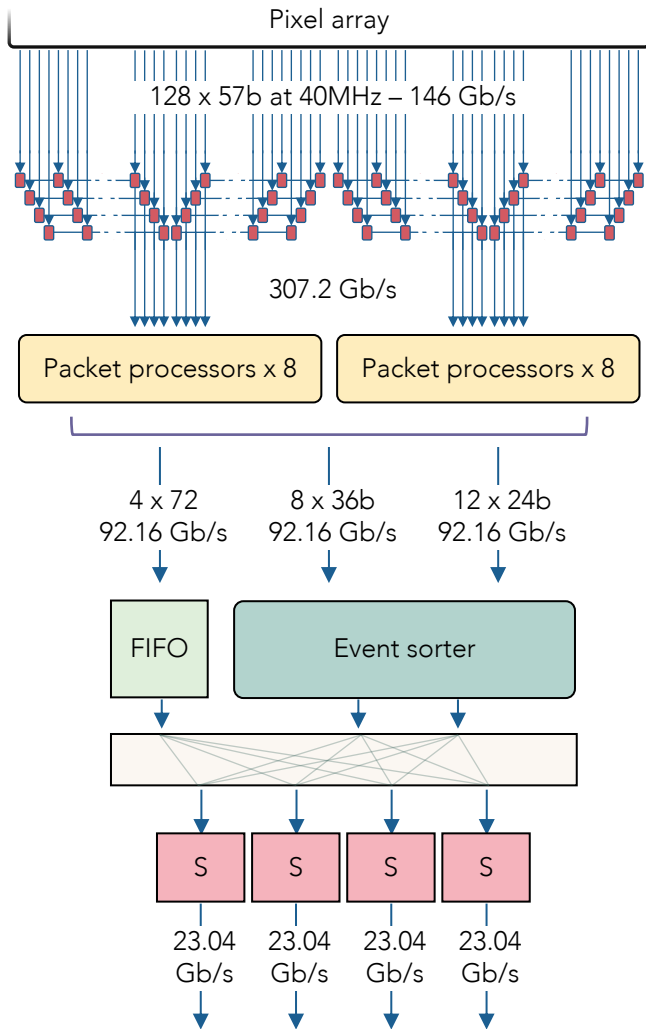 Pixel array
128 x 57b at 40MHz – 146 Gb/s
307.2 Gb/s
Packet processors x 8
Packet processors x 8
4 x 72
92.16 Gb/s
8 x 36b
92.16 Gb/s
12 x 24b
92.16 Gb/s
FIFO
Event sorter
S
S
S
S
23.04
Gb/s
23.04
Gb/s
23.04
Gb/s
23.04
Gb/s